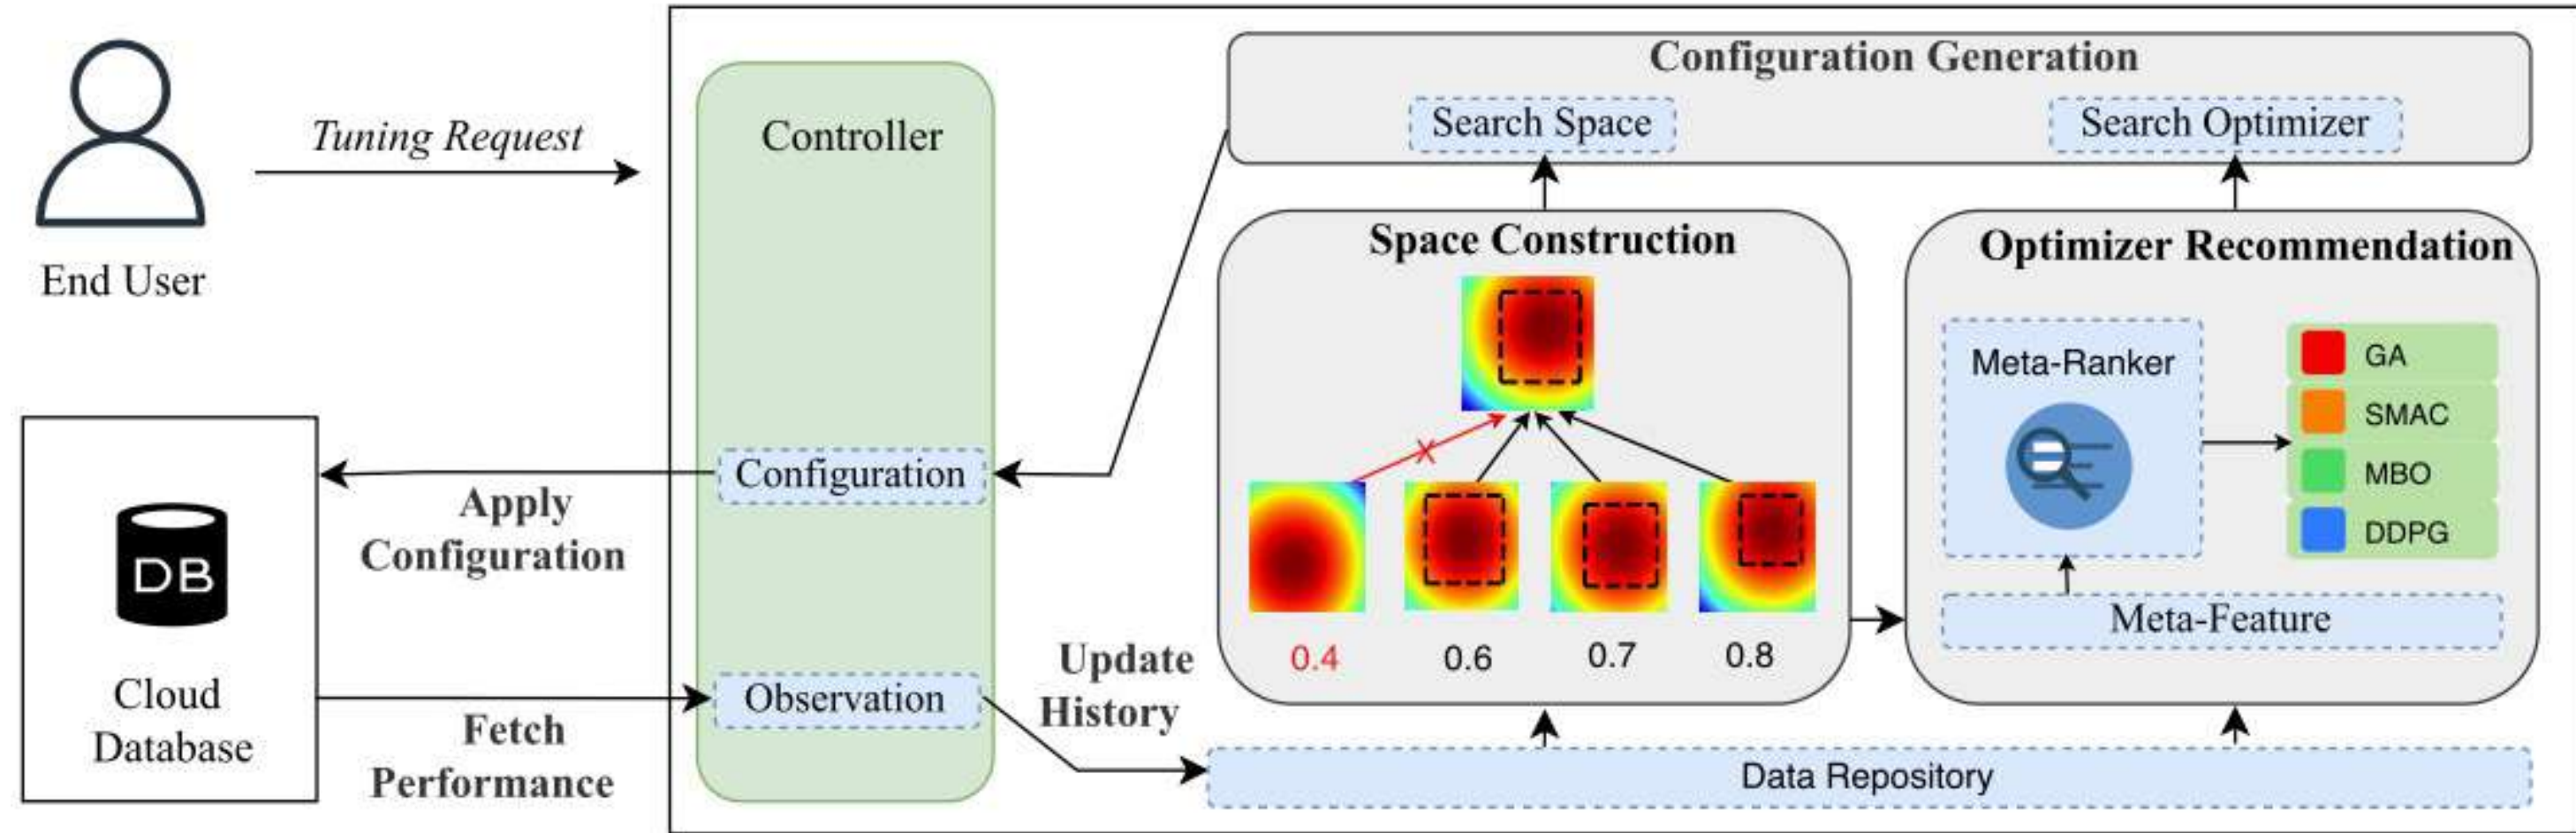 Tuning Request
End User
Controller
Configuration
Observation
Apply
Configuration
Fetch
Performance
DB
Cloud
Database
Update
History
Configuration Generation
Search Space
Search Optimizer
Space Construction
0.4
0.6
0.7
0.8
Optimizer Recommendation
Meta-Ranker
GA
SMAC
MBO
DDPG
Meta-Feature
Data Repository